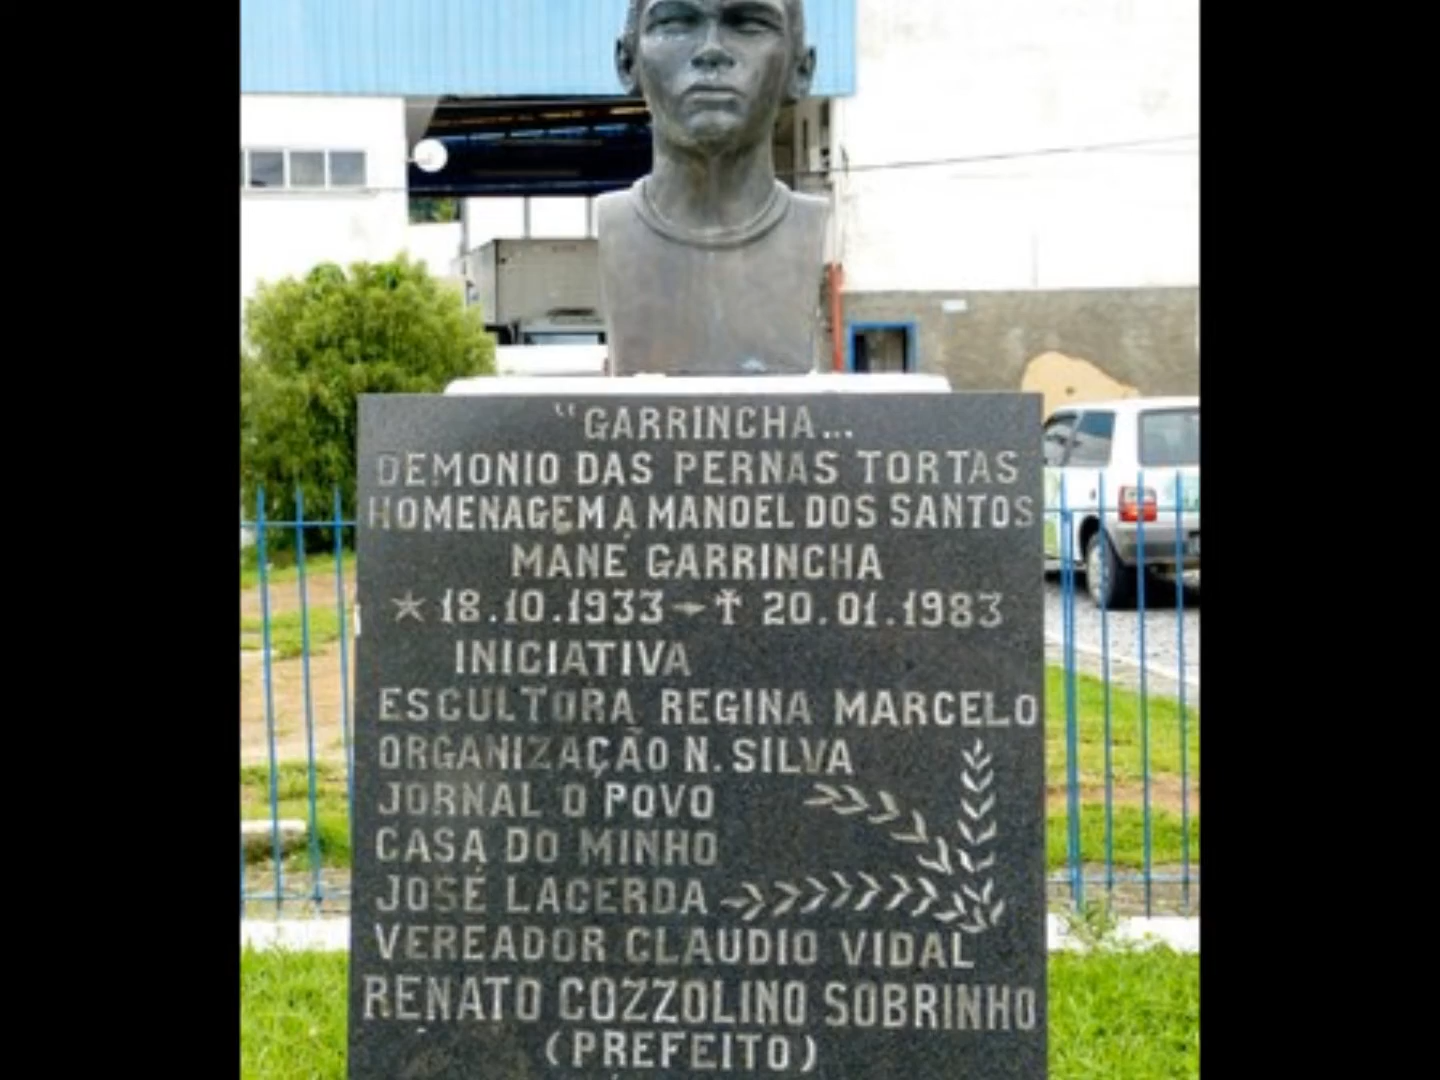 "GARRINCHA...
DEMONIO DAS PERNAS TORTAS
HOMENAGEM A MANOEL DOS SANTOS
MANÉ GARRINCHA
☆ 18.10.1933 - ✝ 20.01.1983
INICIATIVA
ESCULTORA REGINA MARCELO
ORGANIZAÇÃO N. SILVA
JORNAL O POVO
CASA DO MINHO
JOSÉ LACERDA
VEREADOR CLAUDIO VIDAL
RENATO COZZOLINO SOBRINHO
(PREFEITO)